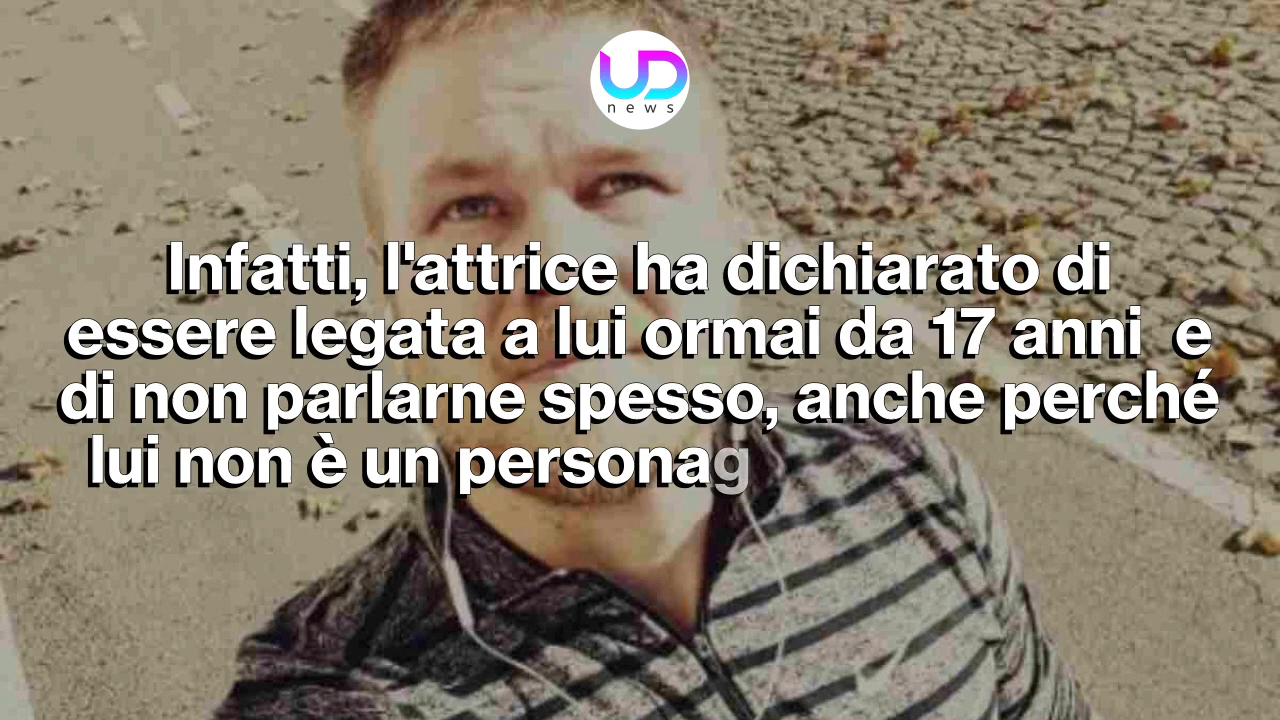 UD
news
Infatti, l'attrice ha dichiarato di
essere legata a lui ormai da 17 anni  e
di non parlarne spesso, anche perché
lui non è un personag